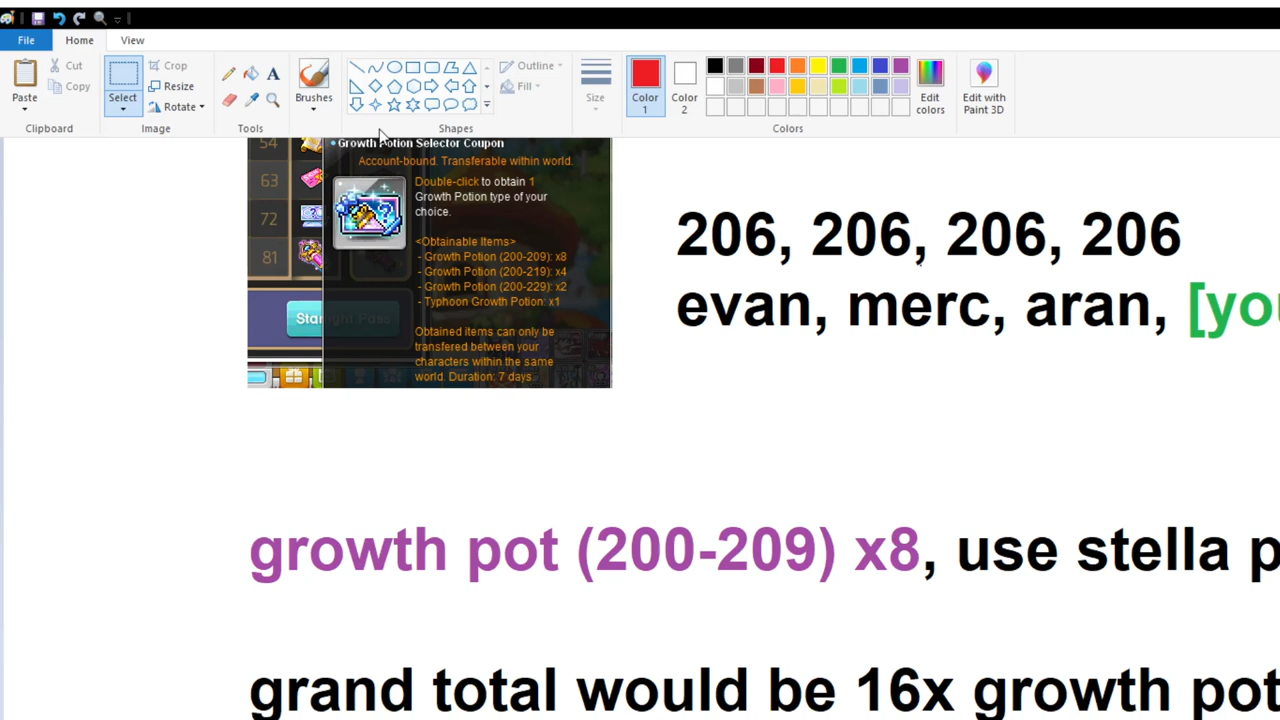 File Home View
Paste Cut Copy Clipboard
Select Crop Resize Rotate Image
Tools
Brushes
Outline Fill Shapes
Size
Color 1 Color 2 Edit colors Colors
Edit with Paint 3D
54
63
72
81
Growth Potion Selector Coupon
Account-bound. Transferable within world.
Double-click to obtain 1
Growth Potion type of your
choice.
<Obtainable Items>
- Growth Potion (200-209): x8
- Growth Potion (200-219): x4
- Growth Potion (200-229): x2
- Typhoon Growth Potion: x1
Obtained items can only be
transfered between your
characters within the same
world. Duration: 7 days.
206, 206, 206, 206
evan, merc, aran, [you
growth pot (200-209) x8, use stella p
grand total would be 16x growth pot